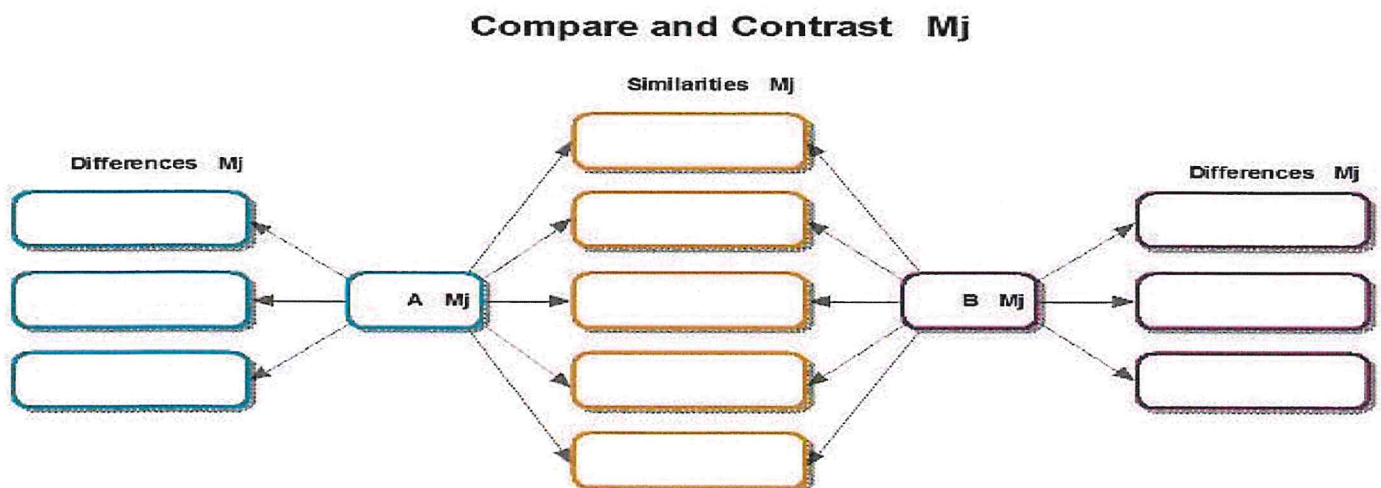 Compare and Contrast Mj
Similarities Mj
Differences Mj
Differences Mj
A Mj
B Mj